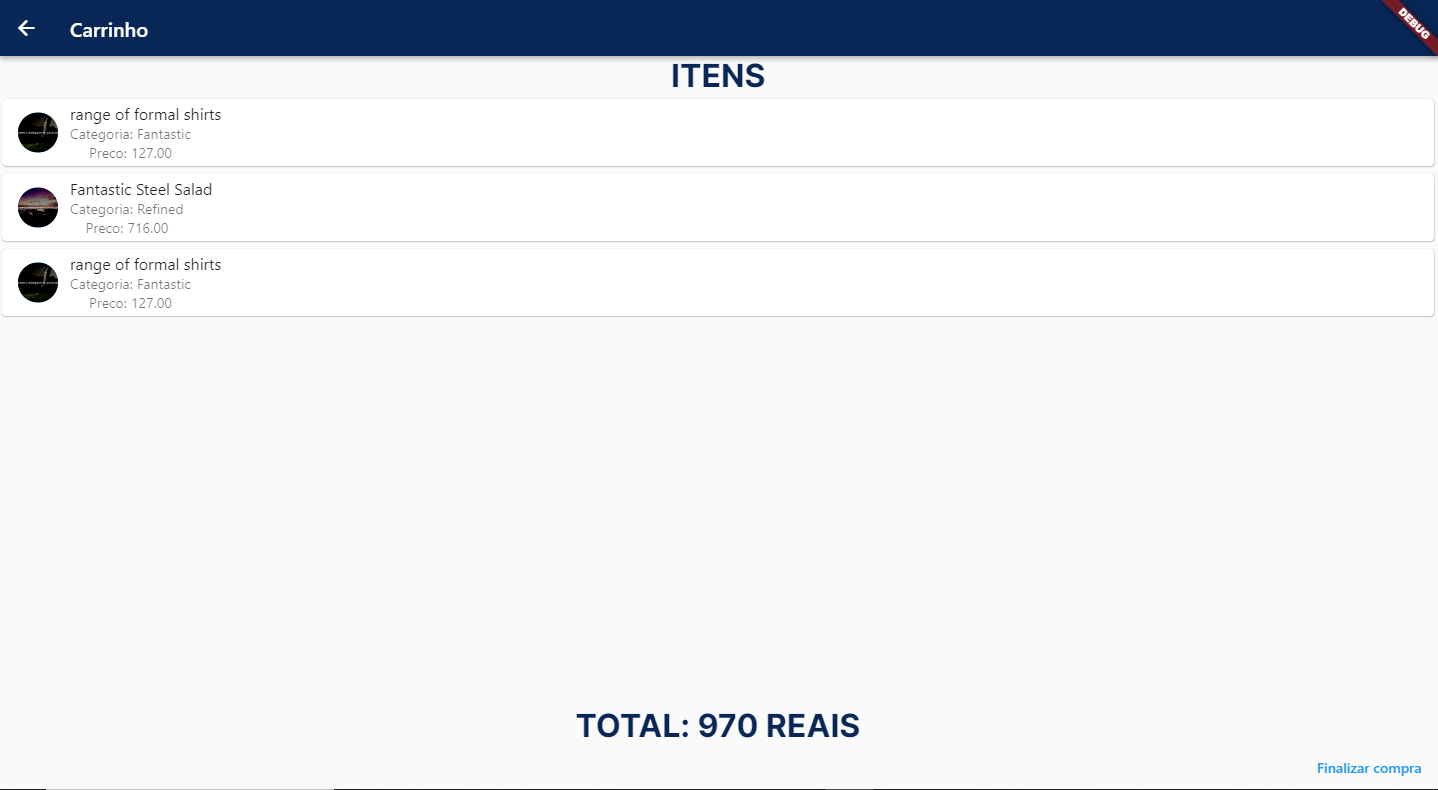 Carrinho
DEBUG
ITENS
range of formal shirts
Categoria: Fantastic
Preco: 127.00
Fantastic Steel Salad
Categoria: Refined
Preco: 716.00
range of formal shirts
Categoria: Fantastic
Preco: 127.00
TOTAL: 970 REAIS
Finalizar compra